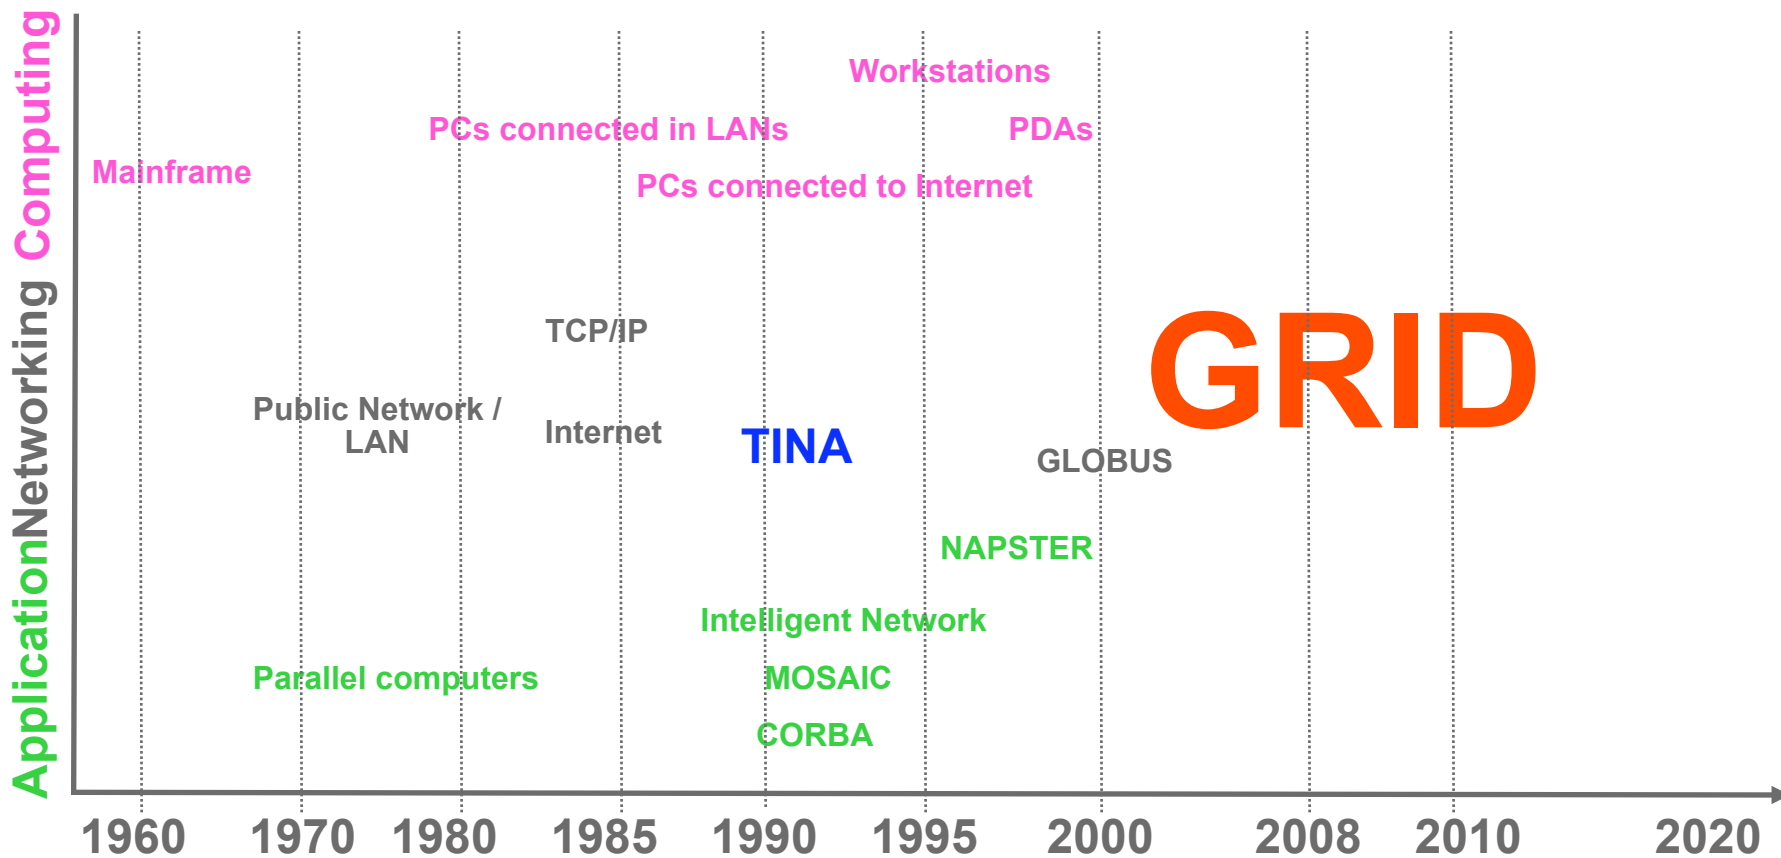 Computing
Networking
Application
Workstations
PCs connected in LANs
PDAs
Mainframe
PCs connected to Internet
TCP/IP
GRID
Public Network /
LAN
Internet
TINA
GLOBUS
NAPSTER
Intelligent Network
Parallel computers
MOSAIC
CORBA
1960 1970 1980 1985 1990 1995 2000 2008 2010 2020